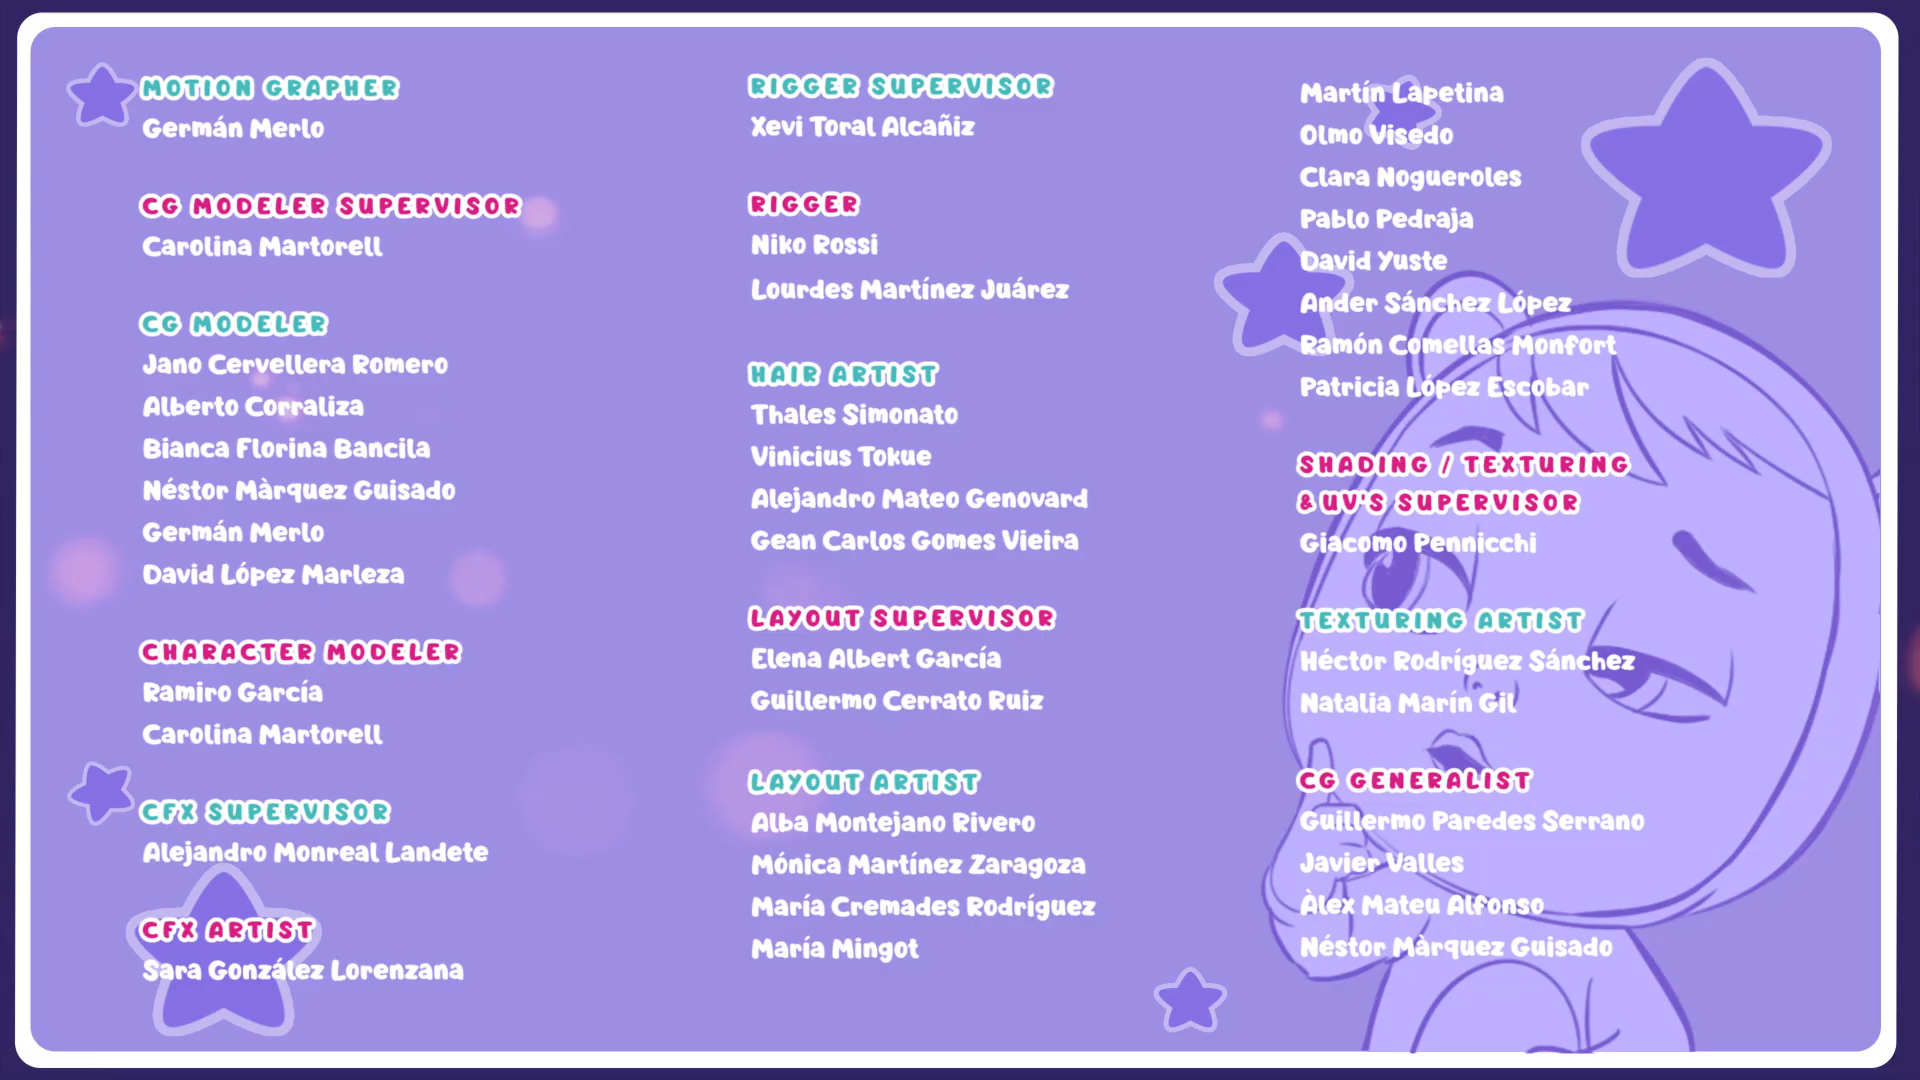 MOTION GRAPHER
Germán Merlo
CG MODELER SUPERVISOR
Carolina Martorell
CG MODELER
Jano Cervellera Romero
Alberto Corraliza
Bianca Florina Bancila
Néstor Màrquez Guisado
Germán Merlo
David López Marleza
CHARACTER MODELER
Ramiro García
Carolina Martorell
CFX SUPERVISOR
Alejandro Monreal Landete
CFX ARTIST
Sara González Lorenzana
RIGGER SUPERVISOR
Xevi Toral Alcañiz
RIGGER
Niko Rossi
Lourdes Martínez Juárez
HAIR ARTIST
Thales Simonato
Vinicius Tokue
Alejandro Mateo Genovard
Gean Carlos Gomes Vieira
LAYOUT SUPERVISOR
Elena Albert García
Guillermo Cerrato Ruiz
LAYOUT ARTIST
Alba Montejano Rivero
Mónica Martínez Zaragoza
María Cremades Rodríguez
María Mingot
Martín Lapetina
Olmo Visedo
Clara Nogueroles
Pablo Pedraja
David Yuste
Ander Sánchez López
Ramón Comellas Monfort
Patricia López Escobar
SHADING / TEXTURING
& UV'S SUPERVISOR
Giacomo Pennicchi
TEXTURING ARTIST
Héctor Rodríguez Sánchez
Natalia Marín Gil
CG GENERALIST
Guillermo Paredes Serrano
Javier Valles
Àlex Mateu Alfonso
Néstor Màrquez Guisado